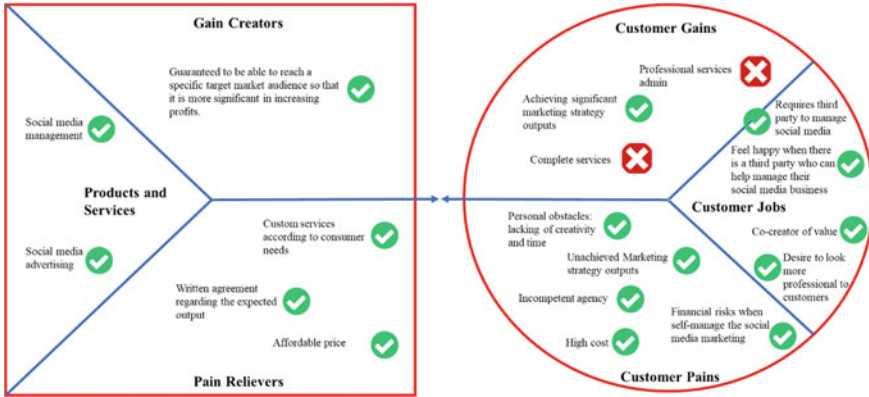 Gain Creators
Guaranteed to be able to reach a
specific target market audience so that
it is more significant in increasing
profits.
Social media
management
Products and
Services
Social media
advertising
Custom services
according to consumer
needs
Written agreement
regarding the expected
output
Affordable price
Pain Relievers
Customer Gains
Professional services
admin
Achieving significant
marketing strategy
outputs
Complete services
Requires third
party to manage
social media
Feel happy when there
is a third party who can
help manage their
social media business
Customer Jobs
Co-creator of value
Desire to look
more
professional to
customers
Personal obstacles:
lacking of creativity
and time
Unachieved Marketing
strategy outputs
Incompetent agency
High cost
Financial risks when
self-manage the social
media marketing
Customer Pains